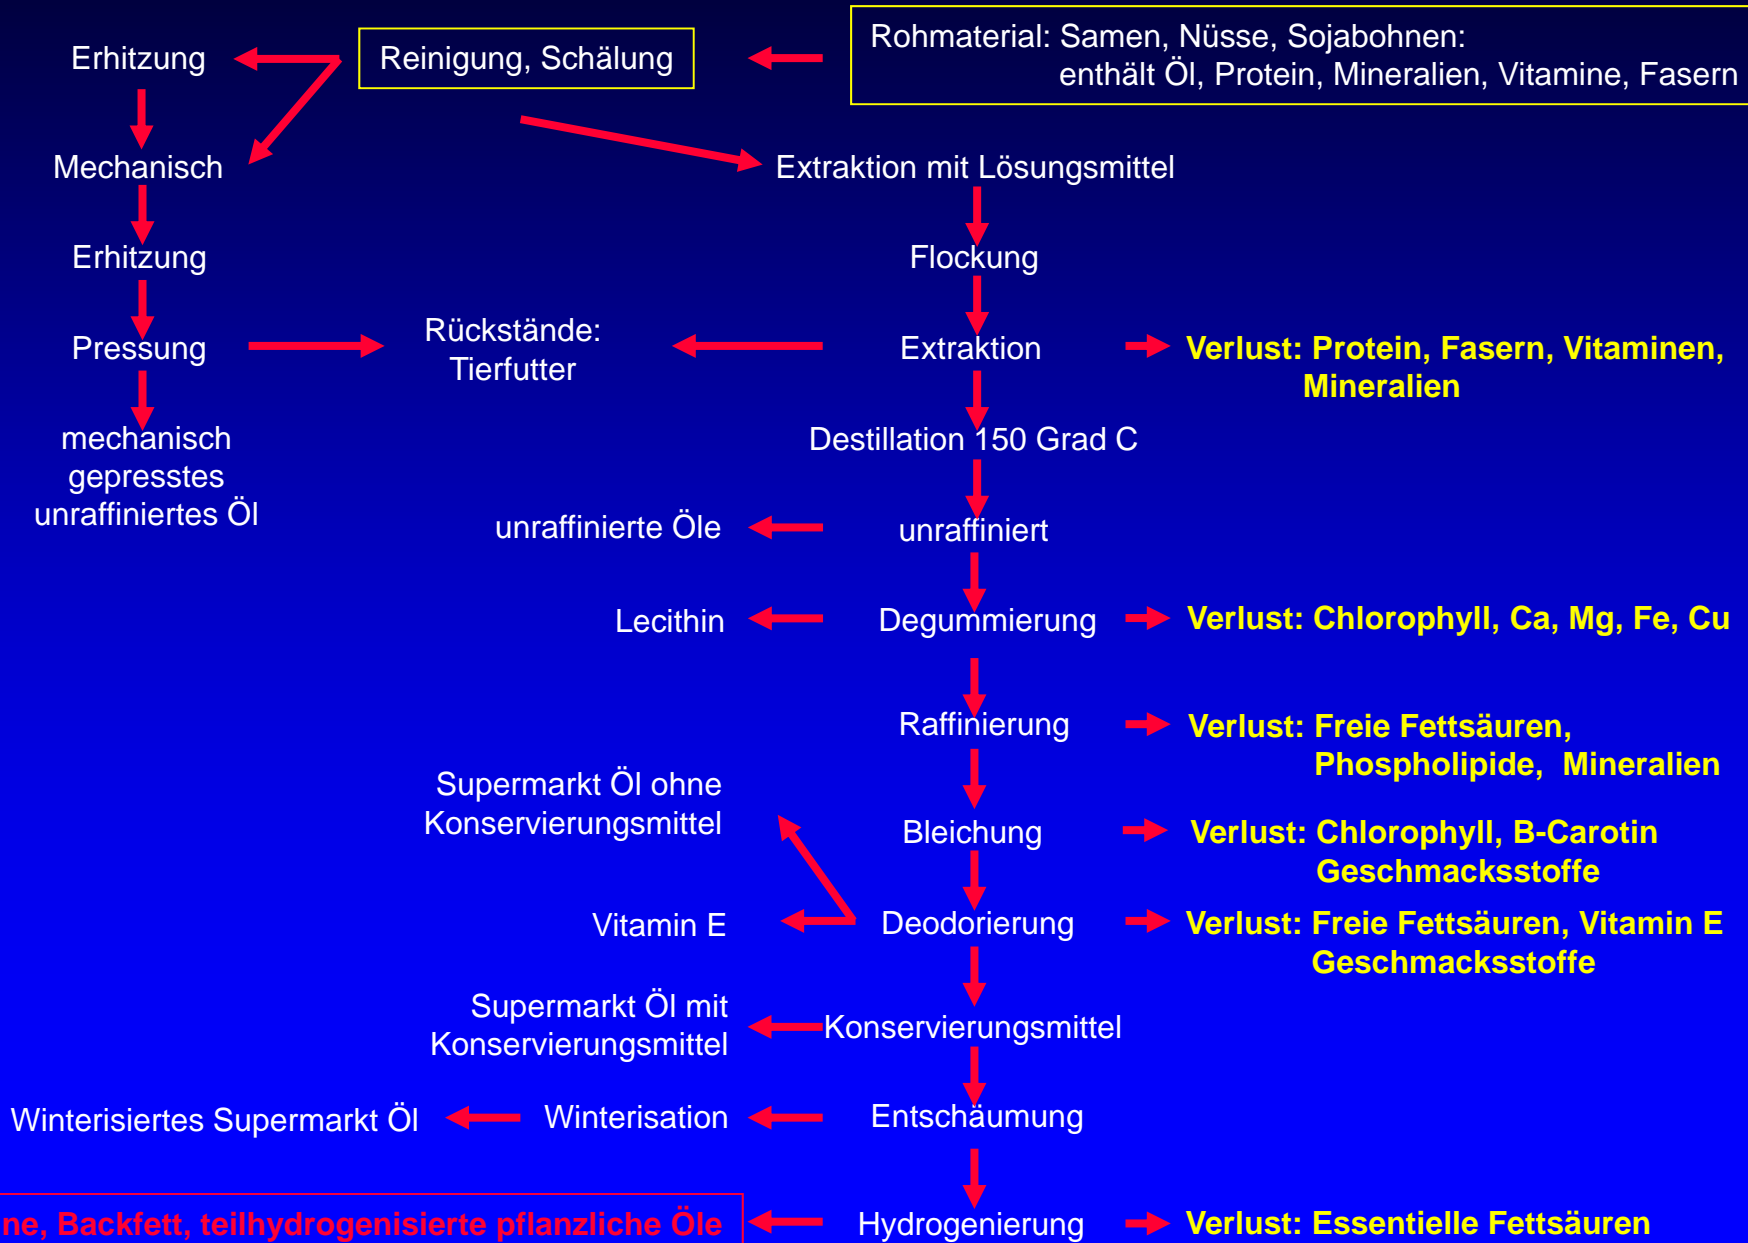 Rohmaterial: Samen, Nüsse, Sojabohnen:
enthält Öl, Protein, Mineralien, Vitamine, Fasern
Reinigung, Schälung
Erhitzung
Mechanisch
Extraktion mit Lösungsmittel
Erhitzung
Flockung
Pressung
Rückstände:
Tierfutter
Extraktion
Verlust: Protein, Fasern, Vitaminen,
Mineralien
mechanisch
gepresstes
unraffiniertes Öl
Destillation 150 Grad C
unraffinierte Öle
unraffiniert
Lecithin
Degummierung
Verlust: Chlorophyll, Ca, Mg, Fe, Cu
Raffinierung
Verlust: Freie Fettsäuren,
Phospholipide, Mineralien
Supermarkt Öl ohne
Konservierungsmittel
Bleichung
Verlust: Chlorophyll, B-Carotin
Geschmacksstoffe
Vitamin E
Deodorierung
Verlust: Freie Fettsäuren, Vitamin E
Geschmacksstoffe
Supermarkt Öl mit
Konservierungsmittel
Konservierungsmittel
Winterisiertes Supermarkt Öl
Winterisation
Entschäumung
ne, Backfett, teilhydrogenisierte pflanzliche Öle
Hydrogenierung
Verlust: Essentielle Fettsäuren